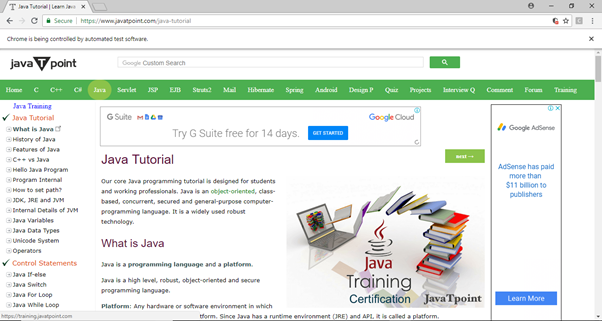 Java Tutorial | Learn Java
Secure | https://www.javatpoint.com/java-tutorial
Chrome is being controlled by automated test software.
javaTpoint
Google Custom Search
Home C C++ C# Java Servlet JSP EJB Struts2 Mail Hibernate Spring Android Design P Quiz Projects Interview Q Comment Forum Training
Java Training
Java Tutorial
What is Java
History of Java
Features of Java
C++ vs Java
Hello Java Program
Program Internal
How to set path?
JDK, JRE and JVM
Internal Details of JVM
Java Variables
Java Data Types
Unicode System
Operators
Control Statements
Java If-else
Java Switch
Java For Loop
Java While Loop
https://training.javatpoint.com
G Suite
Google Cloud
Try G Suite free for 14 days.
GET STARTED
next →
Java Tutorial
Our core Java programming tutorial is designed for students
and working professionals. Java is an object-oriented, class-
based, concurrent, secured and general-purpose computer-
programming language. It is a widely used robust
technology.
What is Java
Java is a programming language and a platform.
Java is a high level, robust, object-oriented and secure
programming language.
Platform: Any hardware or software environment in which
tform. Since Java has a runtime environment (JRE) and API, it is called a platform.
Java
Training
Certification
JavaTpoint
Google AdSense
AdSense has paid
more than
$11 billion to
publishers
Learn More